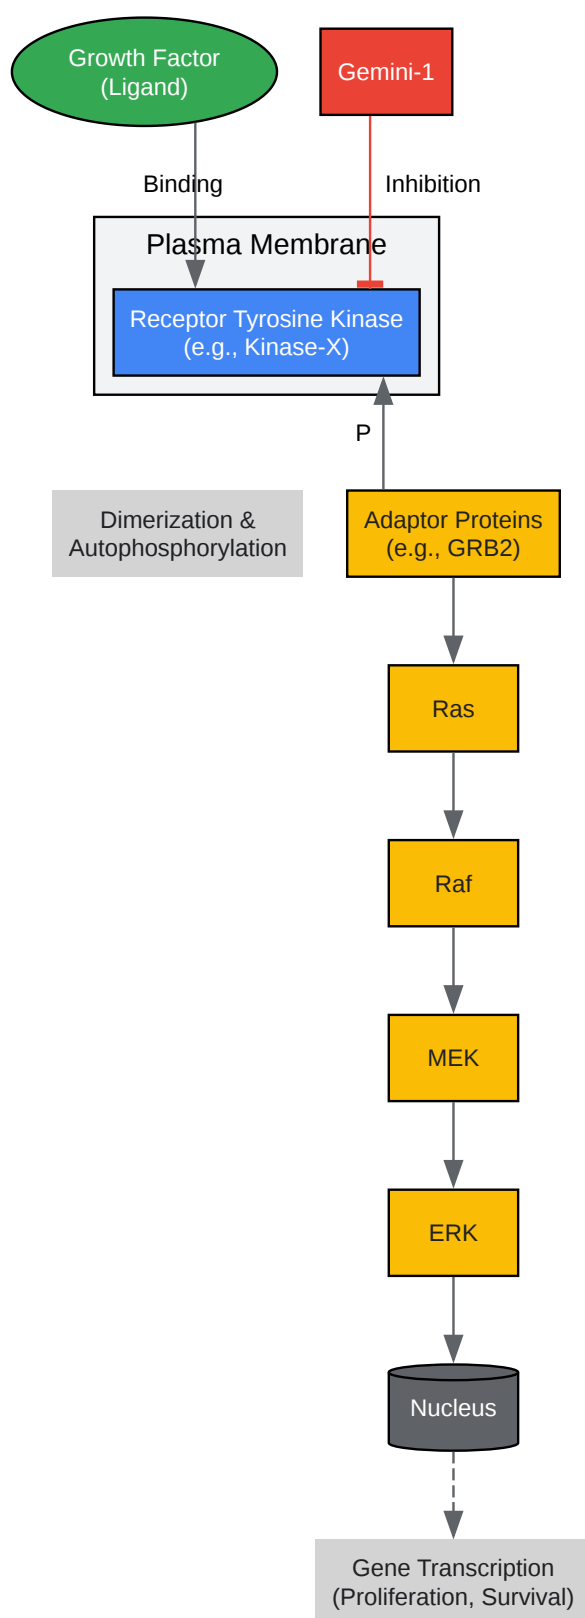 Growth Factor
(Ligand)
Gemini-1
Binding
Inhibition
Plasma Membrane
Receptor Tyrosine Kinase
(e.g., Kinase-X)
P
Dimerization &
Autophosphorylation
Adaptor Proteins
(e.g., GRB2)
Ras
Raf
MEK
ERK
Nucleus
Gene Transcription
(Proliferation, Survival)